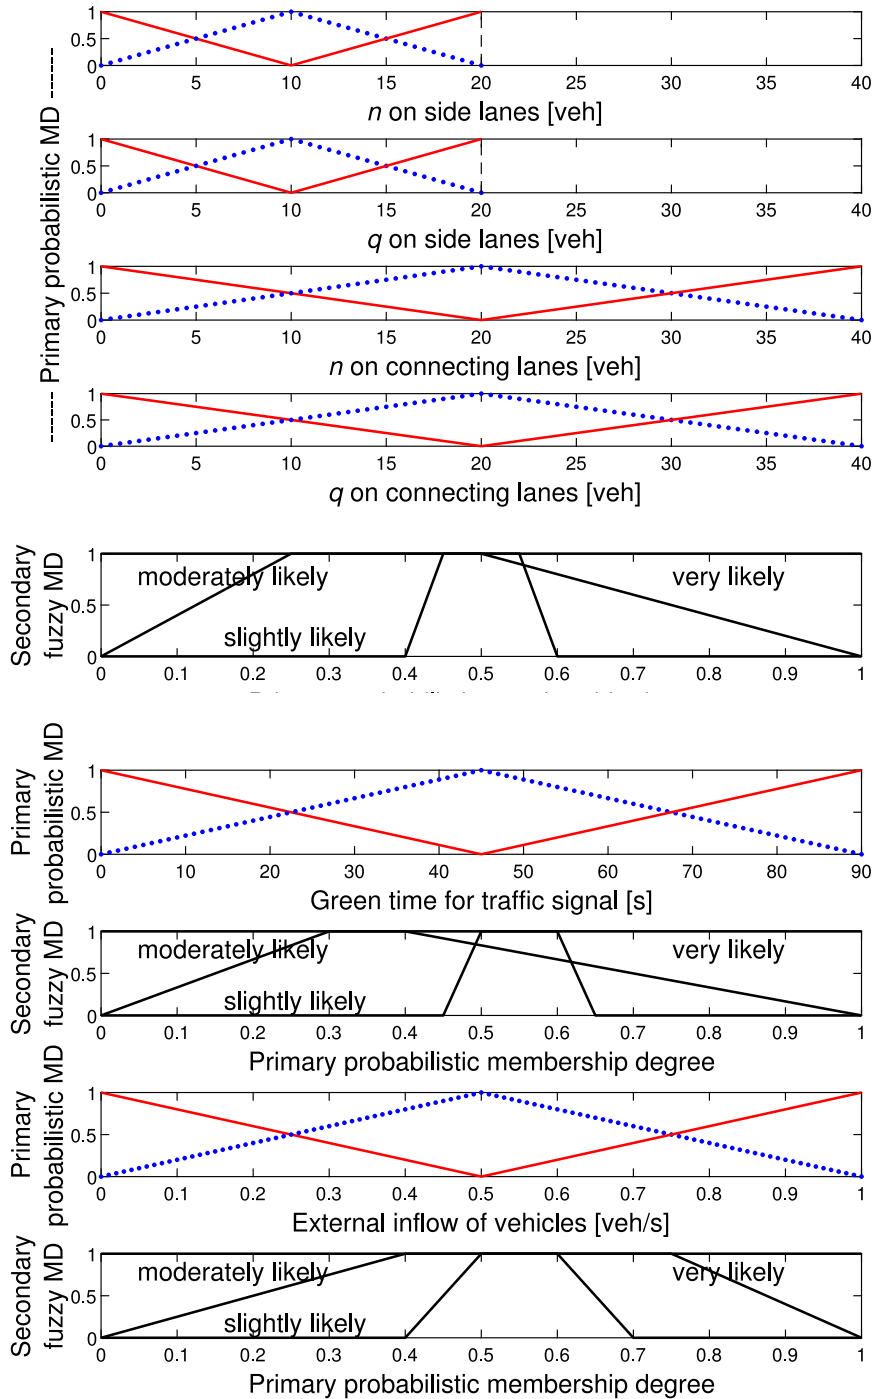 ------ Primary probabilistic MD ------
1
0.5
0
0 5 10 15 20 25 30 35 40
n on side lanes [veh]
1
0.5
0
0 5 10 15 20 25 30 35 40
q on side lanes [veh]
1
0.5
0
0 5 10 15 20 25 30 35 40
n on connecting lanes [veh]
1
0.5
0
0 5 10 15 20 25 30 35 40
q on connecting lanes [veh]
Secondary
fuzzy MD
1
0.5
0
moderately likely very likely
slightly likely
0 0.1 0.2 0.3 0.4 0.5 0.6 0.7 0.8 0.9 1
Primary
probabilistic MD
1
0.5
0
0 10 20 30 40 50 60 70 80 90
Green time for traffic signal [s]
Secondary
fuzzy MD
1
0.5
0
moderately likely very likely
slightly likely
0 0.1 0.2 0.3 0.4 0.5 0.6 0.7 0.8 0.9 1
Primary probabilistic membership degree
Primary
probabilistic MD
1
0.5
0
0 0.1 0.2 0.3 0.4 0.5 0.6 0.7 0.8 0.9 1
External inflow of vehicles [veh/s]
Secondary
fuzzy MD
1
0.5
0
moderately likely very likely
slightly likely
0 0.1 0.2 0.3 0.4 0.5 0.6 0.7 0.8 0.9 1
Primary probabilistic membership degree